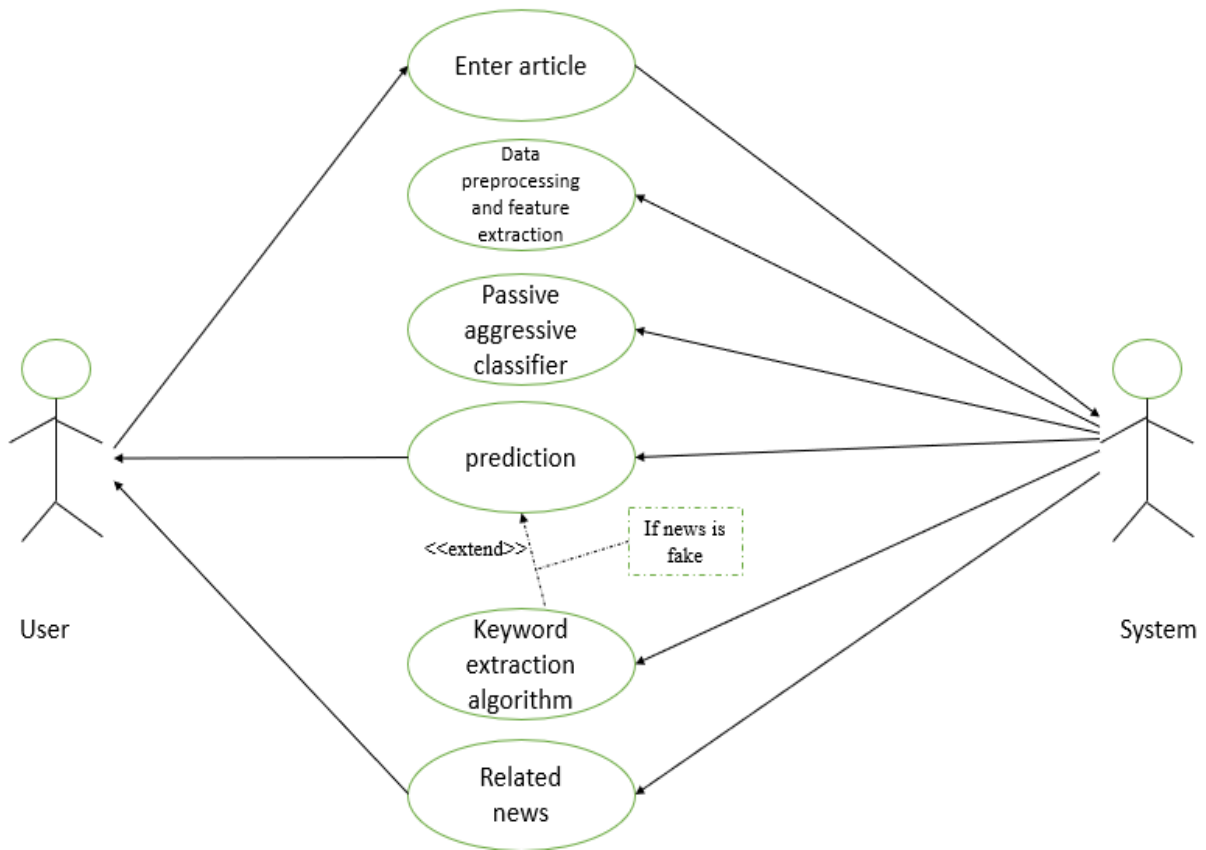 Enter article
Data
preprocessing
and feature
extraction
Passive
aggressive
classifier
prediction
<<extend>>
If news is
fake
Keyword
extraction
algorithm
User
System
Related
news